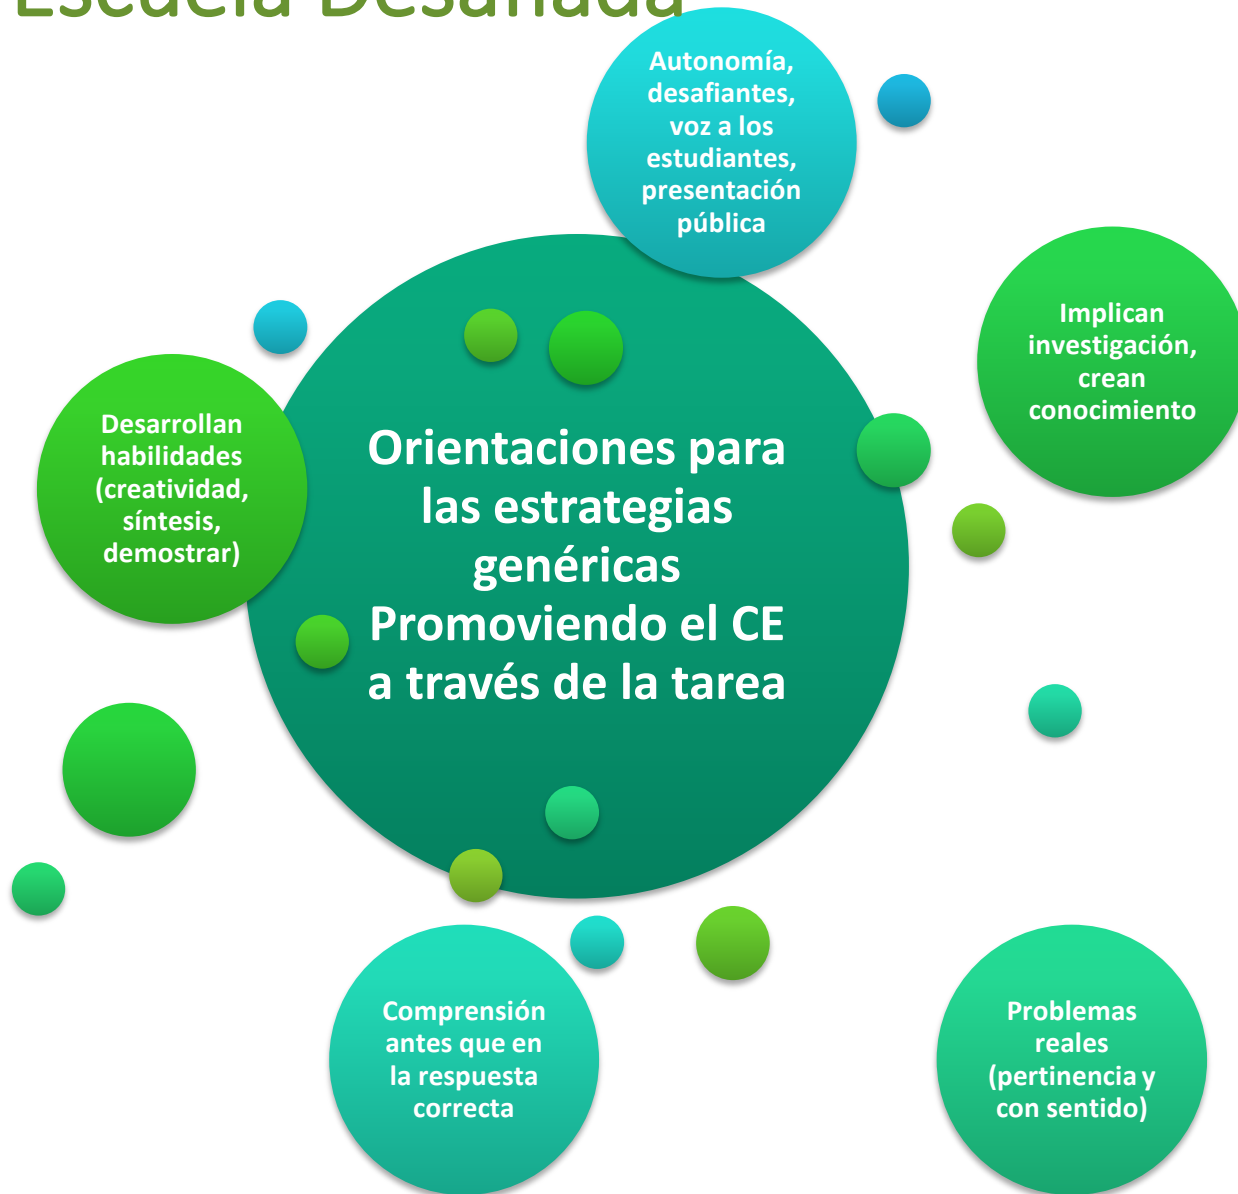 Escuela Desafiada
Autonomía,
desafiantes,
voz a los
estudiantes,
presentación
pública
Implican
investigación,
crean
conocimiento
Desarrollan
habilidades
(creatividad,
síntesis,
demostrar)
Orientaciones para
las estrategias
genéricas
Promoviendo el CE
a través de la tarea
Comprensión
antes que en
la respuesta
correcta
Problemas
reales
(pertinencia y
con sentido)